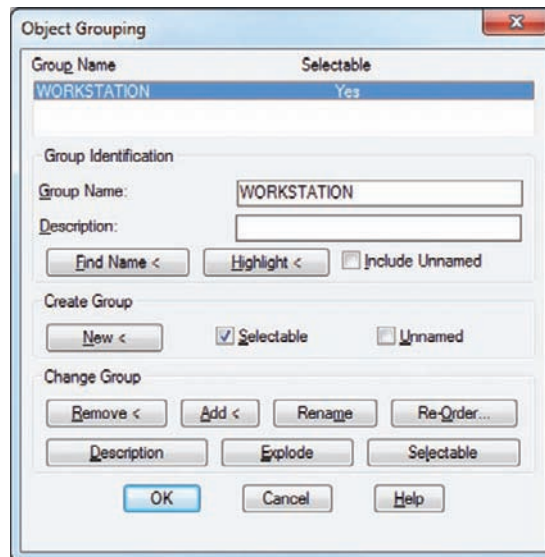 Object Grouping
Group Name Selectable
WORKSTATION Yes
Group Identification
Group Name: WORKSTATION
Description:
Find Name < Highlight < Include Unnamed
Create Group
New < Selectable Unnamed
Change Group
Remove < Add < Rename Re-Order...
Description Explode Selectable
OK Cancel Help